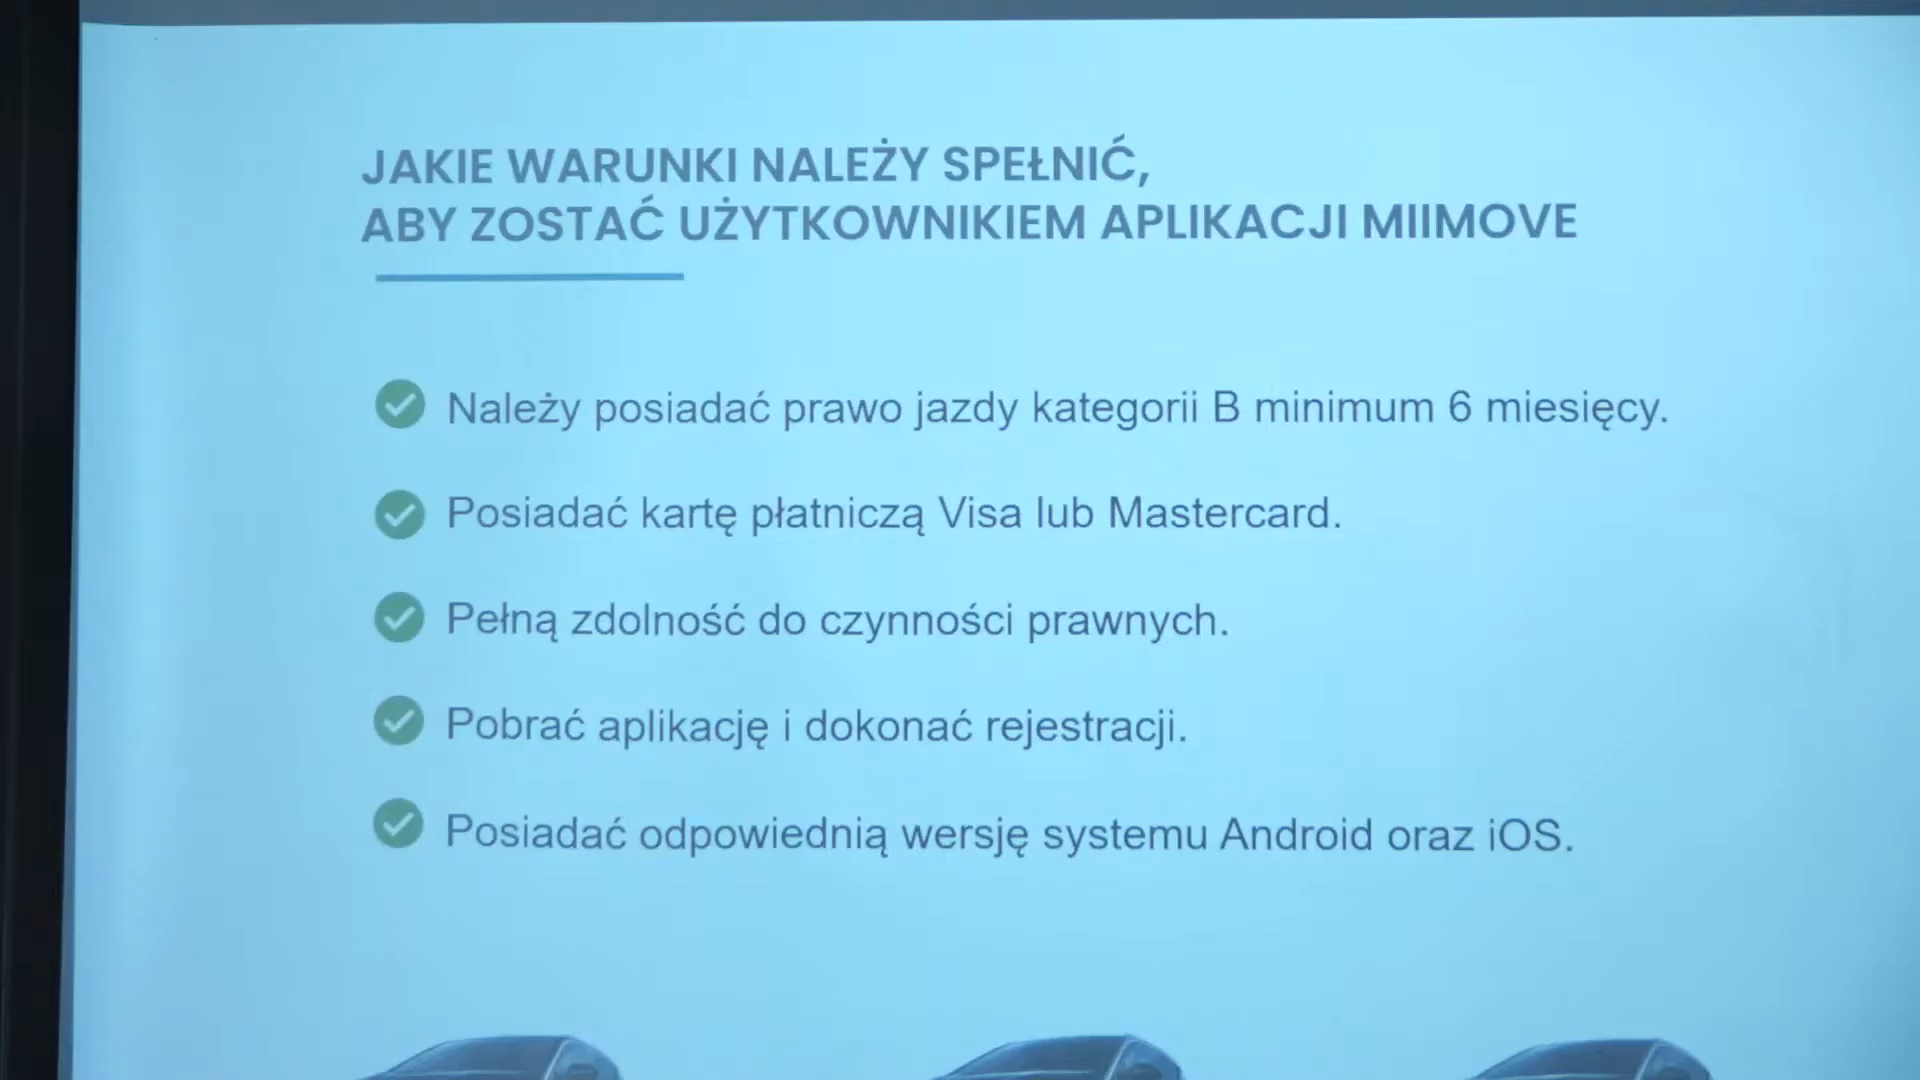 JAKIE WARUNKI NALEŻY SPEŁNIĆ,
ABY ZOSTAĆ UŻYTKOWNIKIEM APLIKACJI MIIMOVE
Należy posiadać prawo jazdy kategorii B minimum 6 miesięcy.
Posiadać kartę płatniczą Visa lub Mastercard.
Pełną zdolność do czynności prawnych.
Pobrać aplikację i dokonać rejestracji.
Posiadać odpowiednią wersję systemu Android oraz iOS.